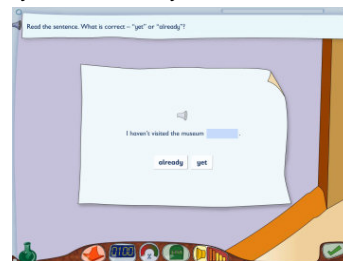 Read the sentence. What is correct – "yet" or "already"?
I haven't visited the museum .
already yet